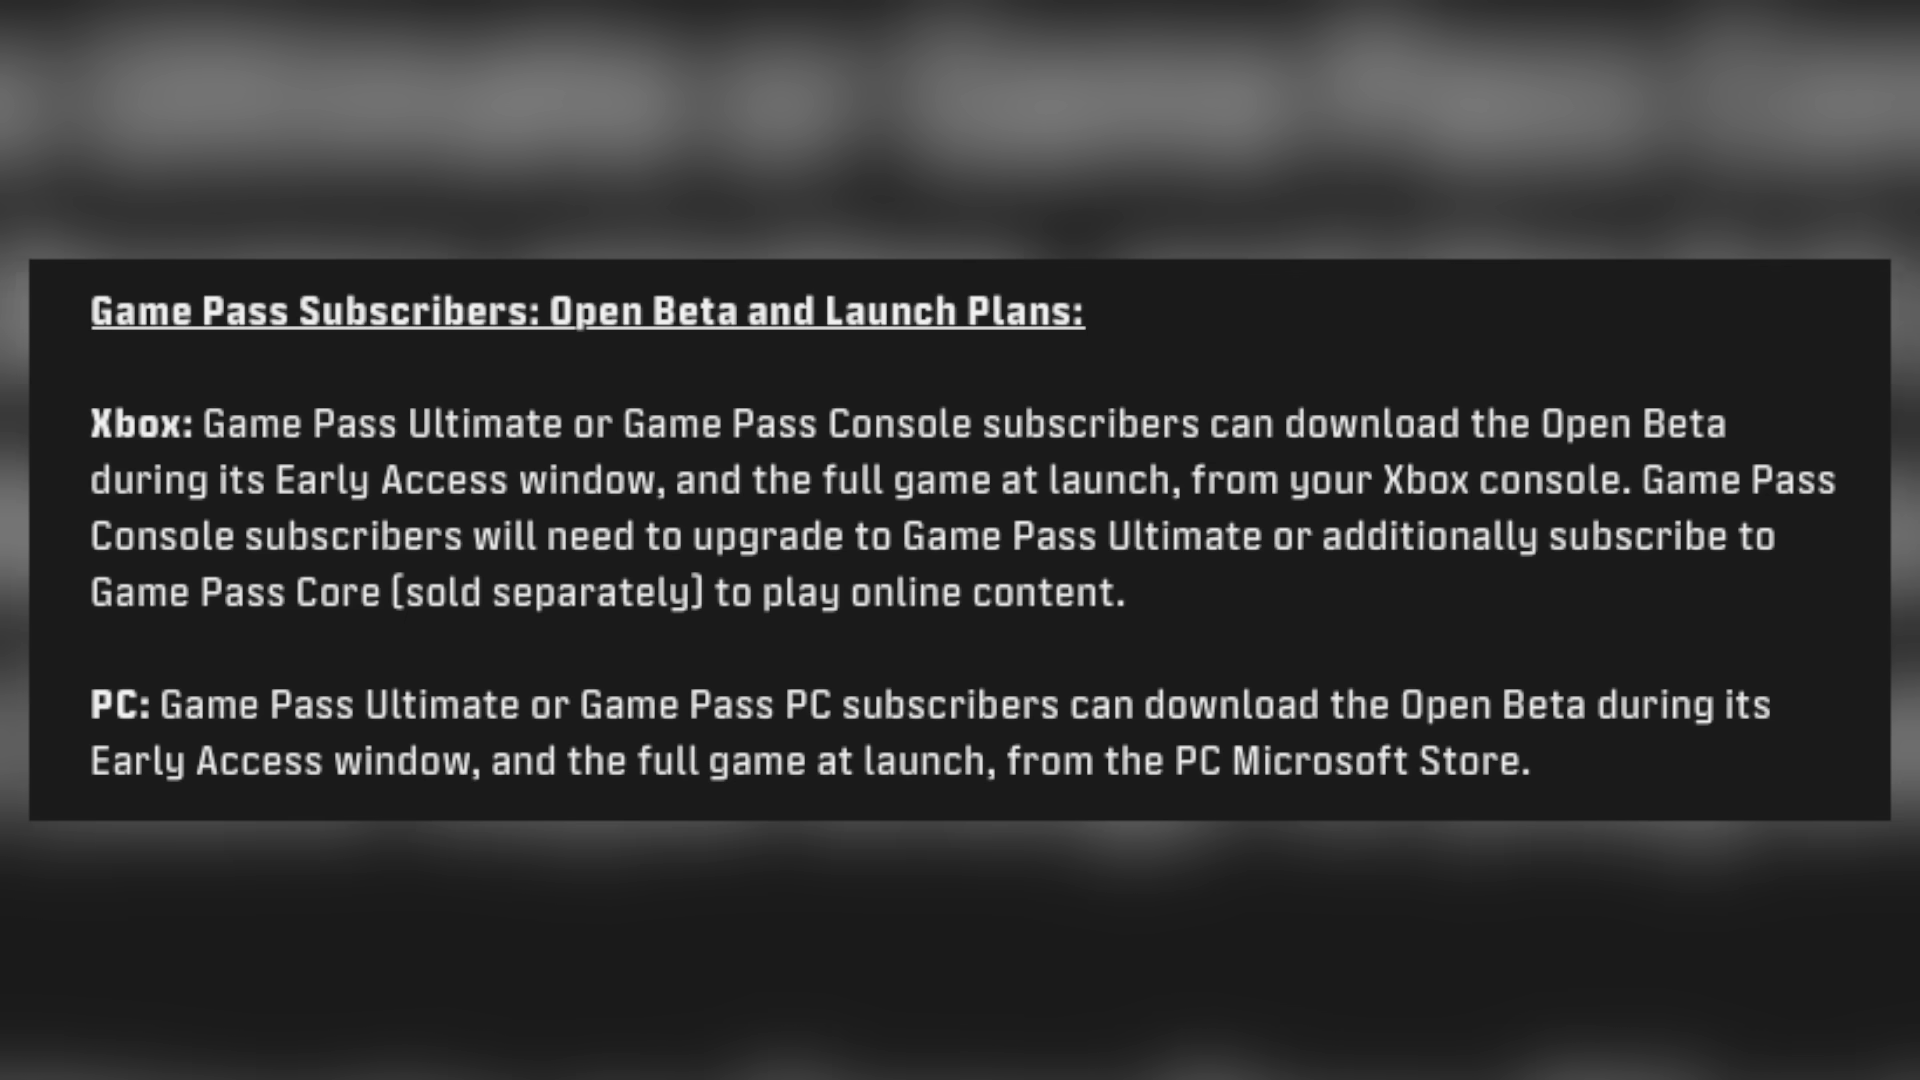 Game Pass Subscribers: Open Beta and Launch Plans:
Xbox: Game Pass Ultimate or Game Pass Console subscribers can download the Open Beta
during its Early Access window, and the full game at launch, from your Xbox console. Game Pass
Console subscribers will need to upgrade to Game Pass Ultimate or additionally subscribe to
Game Pass Core (sold separately) to play online content.
PC: Game Pass Ultimate or Game Pass PC subscribers can download the Open Beta during its
Early Access window, and the full game at launch, from the PC Microsoft Store.